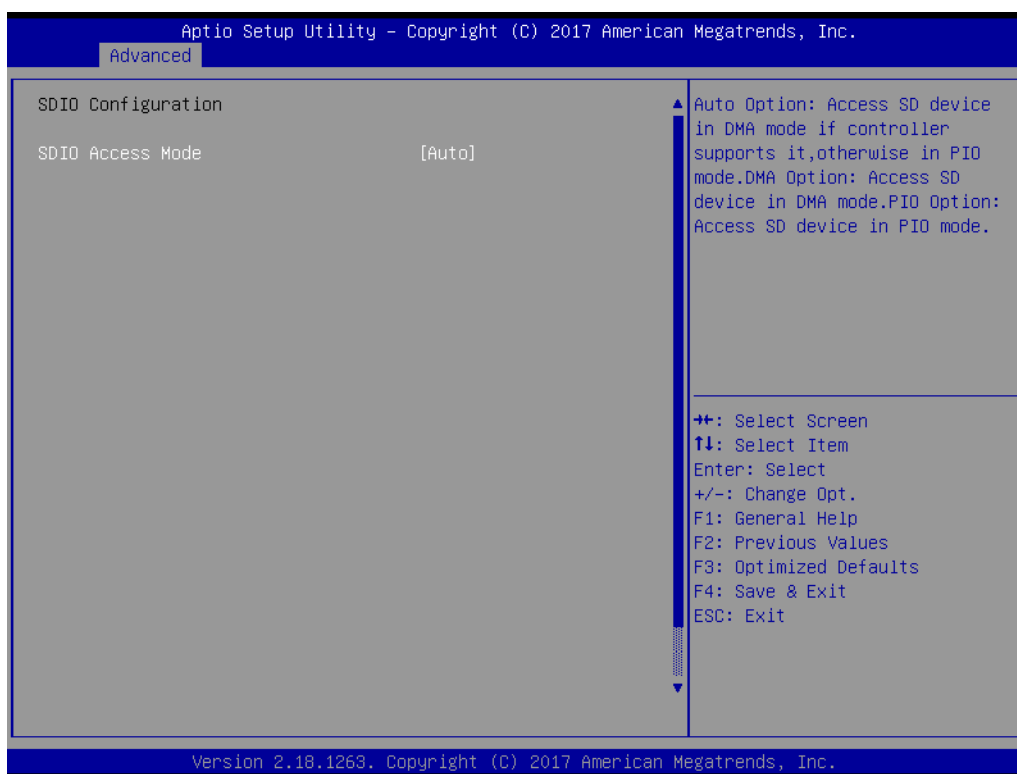 Aptio Setup Utility – Copyright (C) 2017 American Megatrends, Inc.
Advanced
SDIO Configuration
SDIO Access Mode [Auto]
Auto Option: Access SD device
in DMA mode if controller
supports it,otherwise in PIO
mode.DMA Option: Access SD
device in DMA mode.PIO Option:
Access SD device in PIO mode.
→←: Select Screen
↑↓: Select Item
Enter: Select
+/-: Change Opt.
F1: General Help
F2: Previous Values
F3: Optimized Defaults
F4: Save & Exit
ESC: Exit
Version 2.18.1263. Copyright (C) 2017 American Megatrends, Inc.